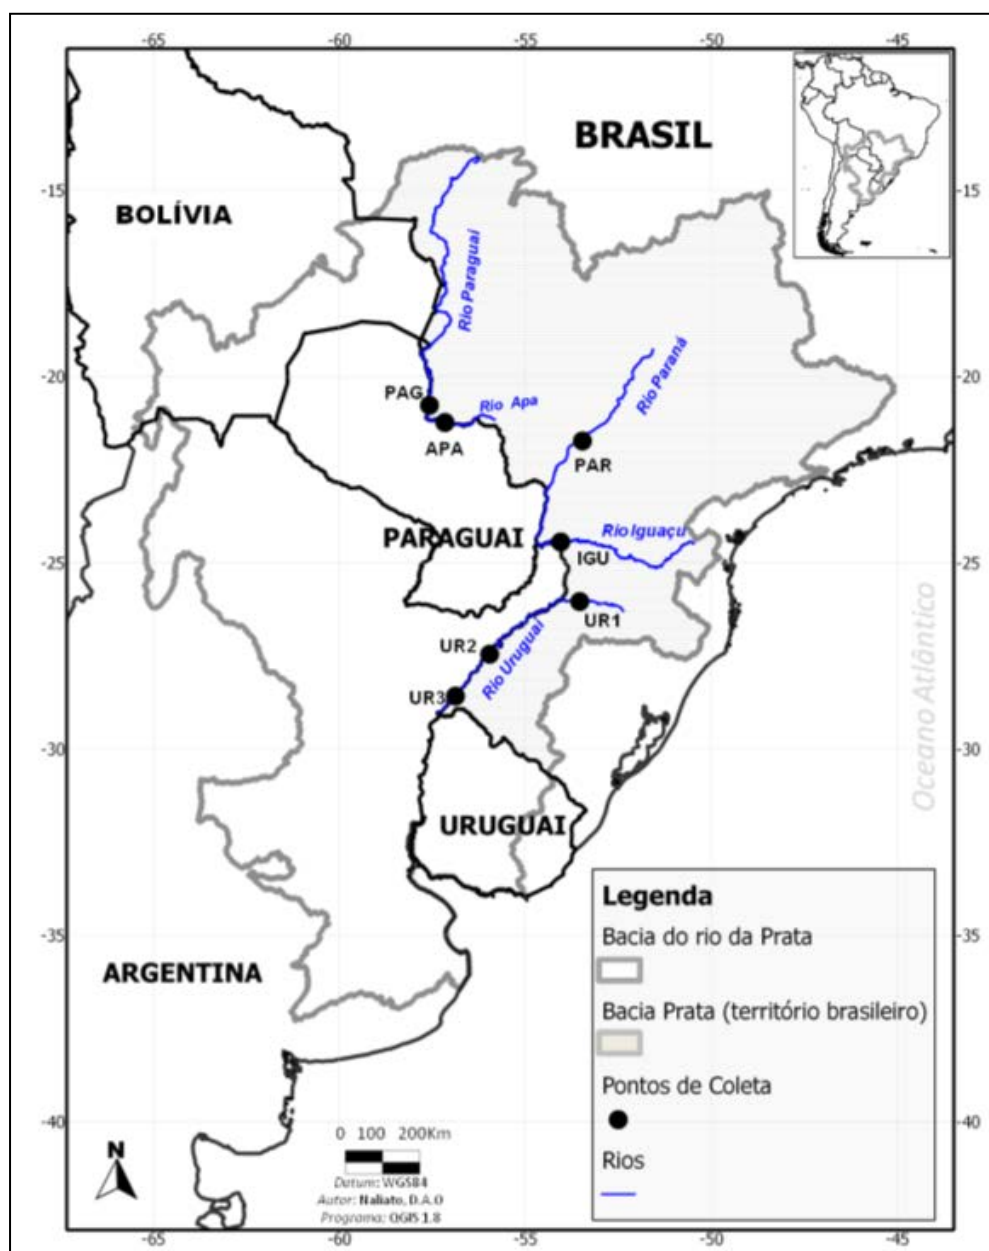 -65 -60 -55 -50 -45
BRASIL
-15 -15
BOLÍVIA
Rio Paraguai
Rio Paraná
-20 -20
PAG
Rio Apa
APA
PAR
PARAGUAI
Rio Iguaçu
IGU
-25 -25
UR1
UR2
Rio Uruguai
UR3
Oceano Atlântico
-30 -30
URUGUAI
Legenda
Bacia do rio da Prata
-35 -35
ARGENTINA
Bacia Prata (território brasileiro)
Pontos de Coleta
-40 -40
0 100 200Km
N
Rios
Datum: WGS84
Autor: Naliato, D.A.O
Programa: QGIS 1.8
-65 -60 -55 -50 -45